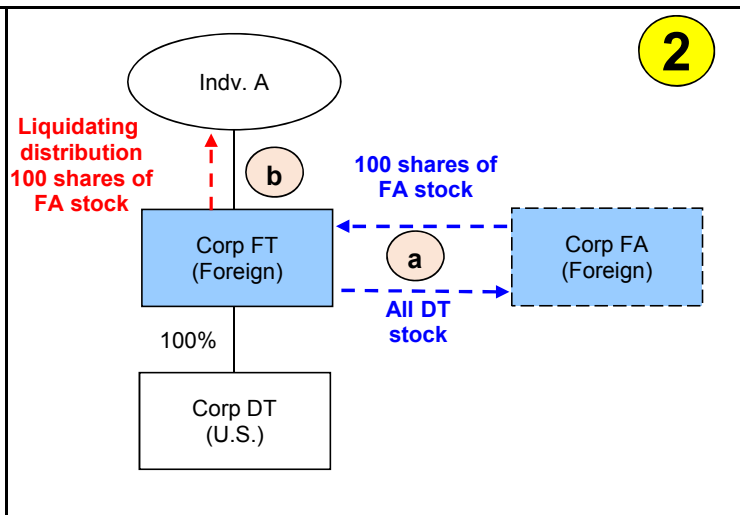 2
Indv. A
Liquidating
distribution
100 shares of
FA stock
b
100 shares of
FA stock
Corp FT
(Foreign)
a
Corp FA
(Foreign)
All DT
stock
100%
Corp DT
(U.S.)